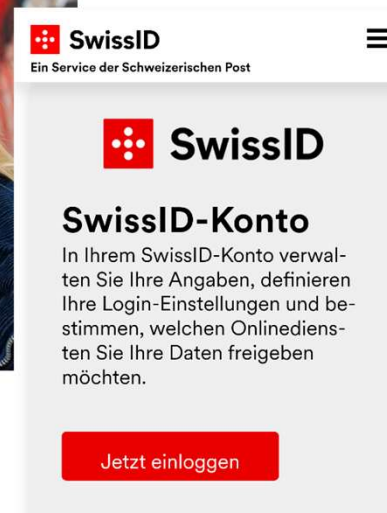 SwissID
Ein Service der Schweizerischen Post
SwissID
SwissID-Konto
In Ihrem SwissID-Konto verwal-
ten Sie Ihre Angaben, definieren
Ihre Login-Einstellungen und be-
stimmen, welchen Onlinediens-
ten Sie Ihre Daten freigeben
möchten.
Jetzt einloggen